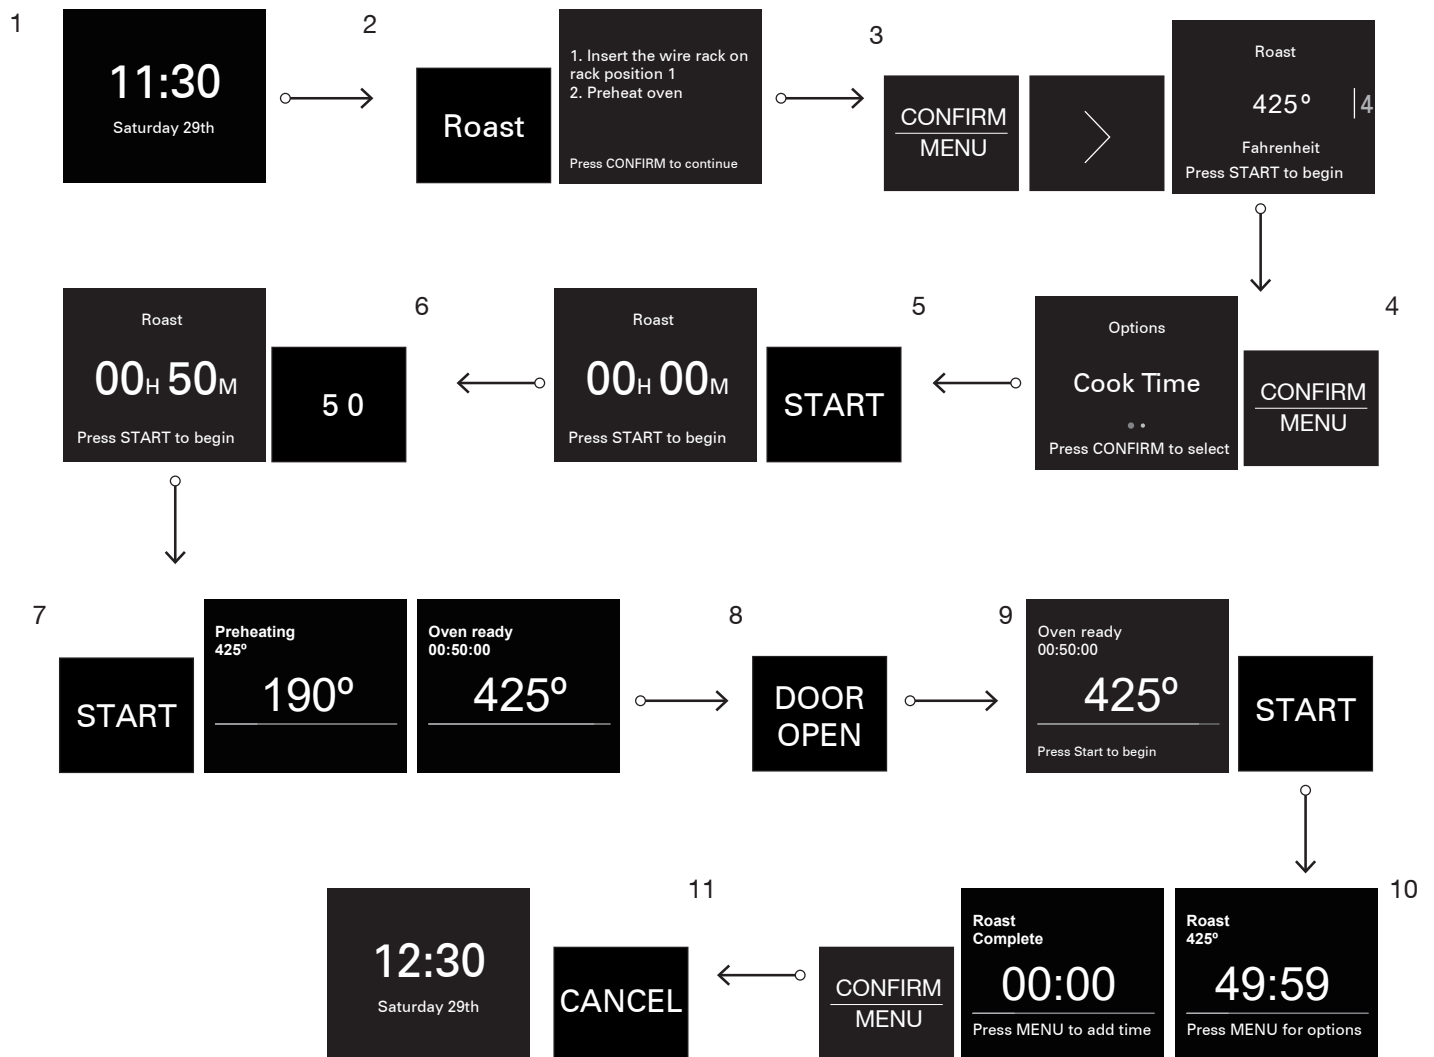 1
11:30
Saturday 29th
2
Roast
1. Insert the wire rack on
rack position 1
2. Preheat oven
Press CONFIRM to continue
3
CONFIRM
MENU
Roast
425º
4
Fahrenheit
Press START to begin
4
Options
Cook Time
Press CONFIRM to select
CONFIRM
MENU
5
Roast
00H 00M
Press START to begin
START
6
Roast
00H 50M
Press START to begin
5 0
7
START
Preheating
425º
190º
Oven ready
00:50:00
425º
8
DOOR
OPEN
9
Oven ready
00:50:00
425º
Press Start to begin
START
10
Roast
425º
49:59
Press MENU for options
Roast
Complete
00:00
Press MENU to add time
CONFIRM
MENU
11
CANCEL
12:30
Saturday 29th